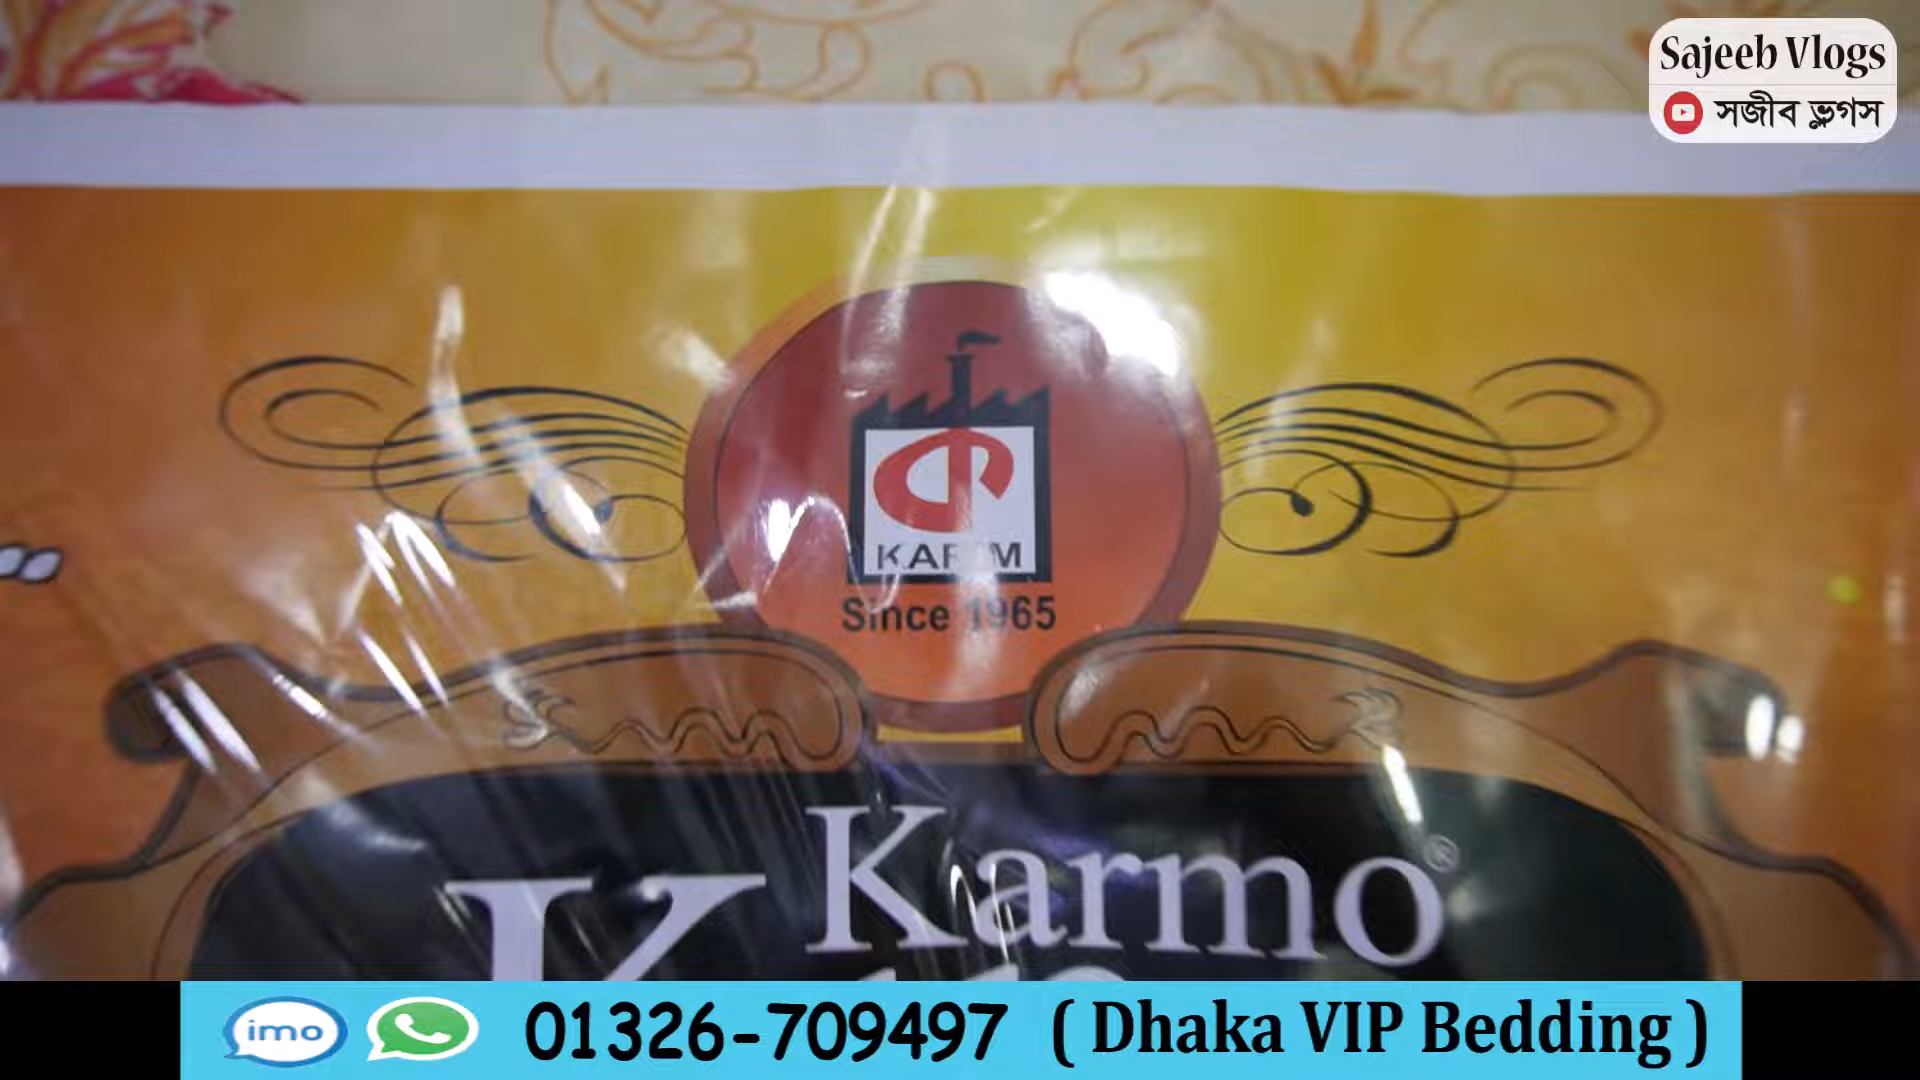 Sajeeb Vlogs
সজীব ভ্লগস
ক
KARIM
Since 1965
Karmo®
imo 01326-709497 ( Dhaka VIP Bedding )